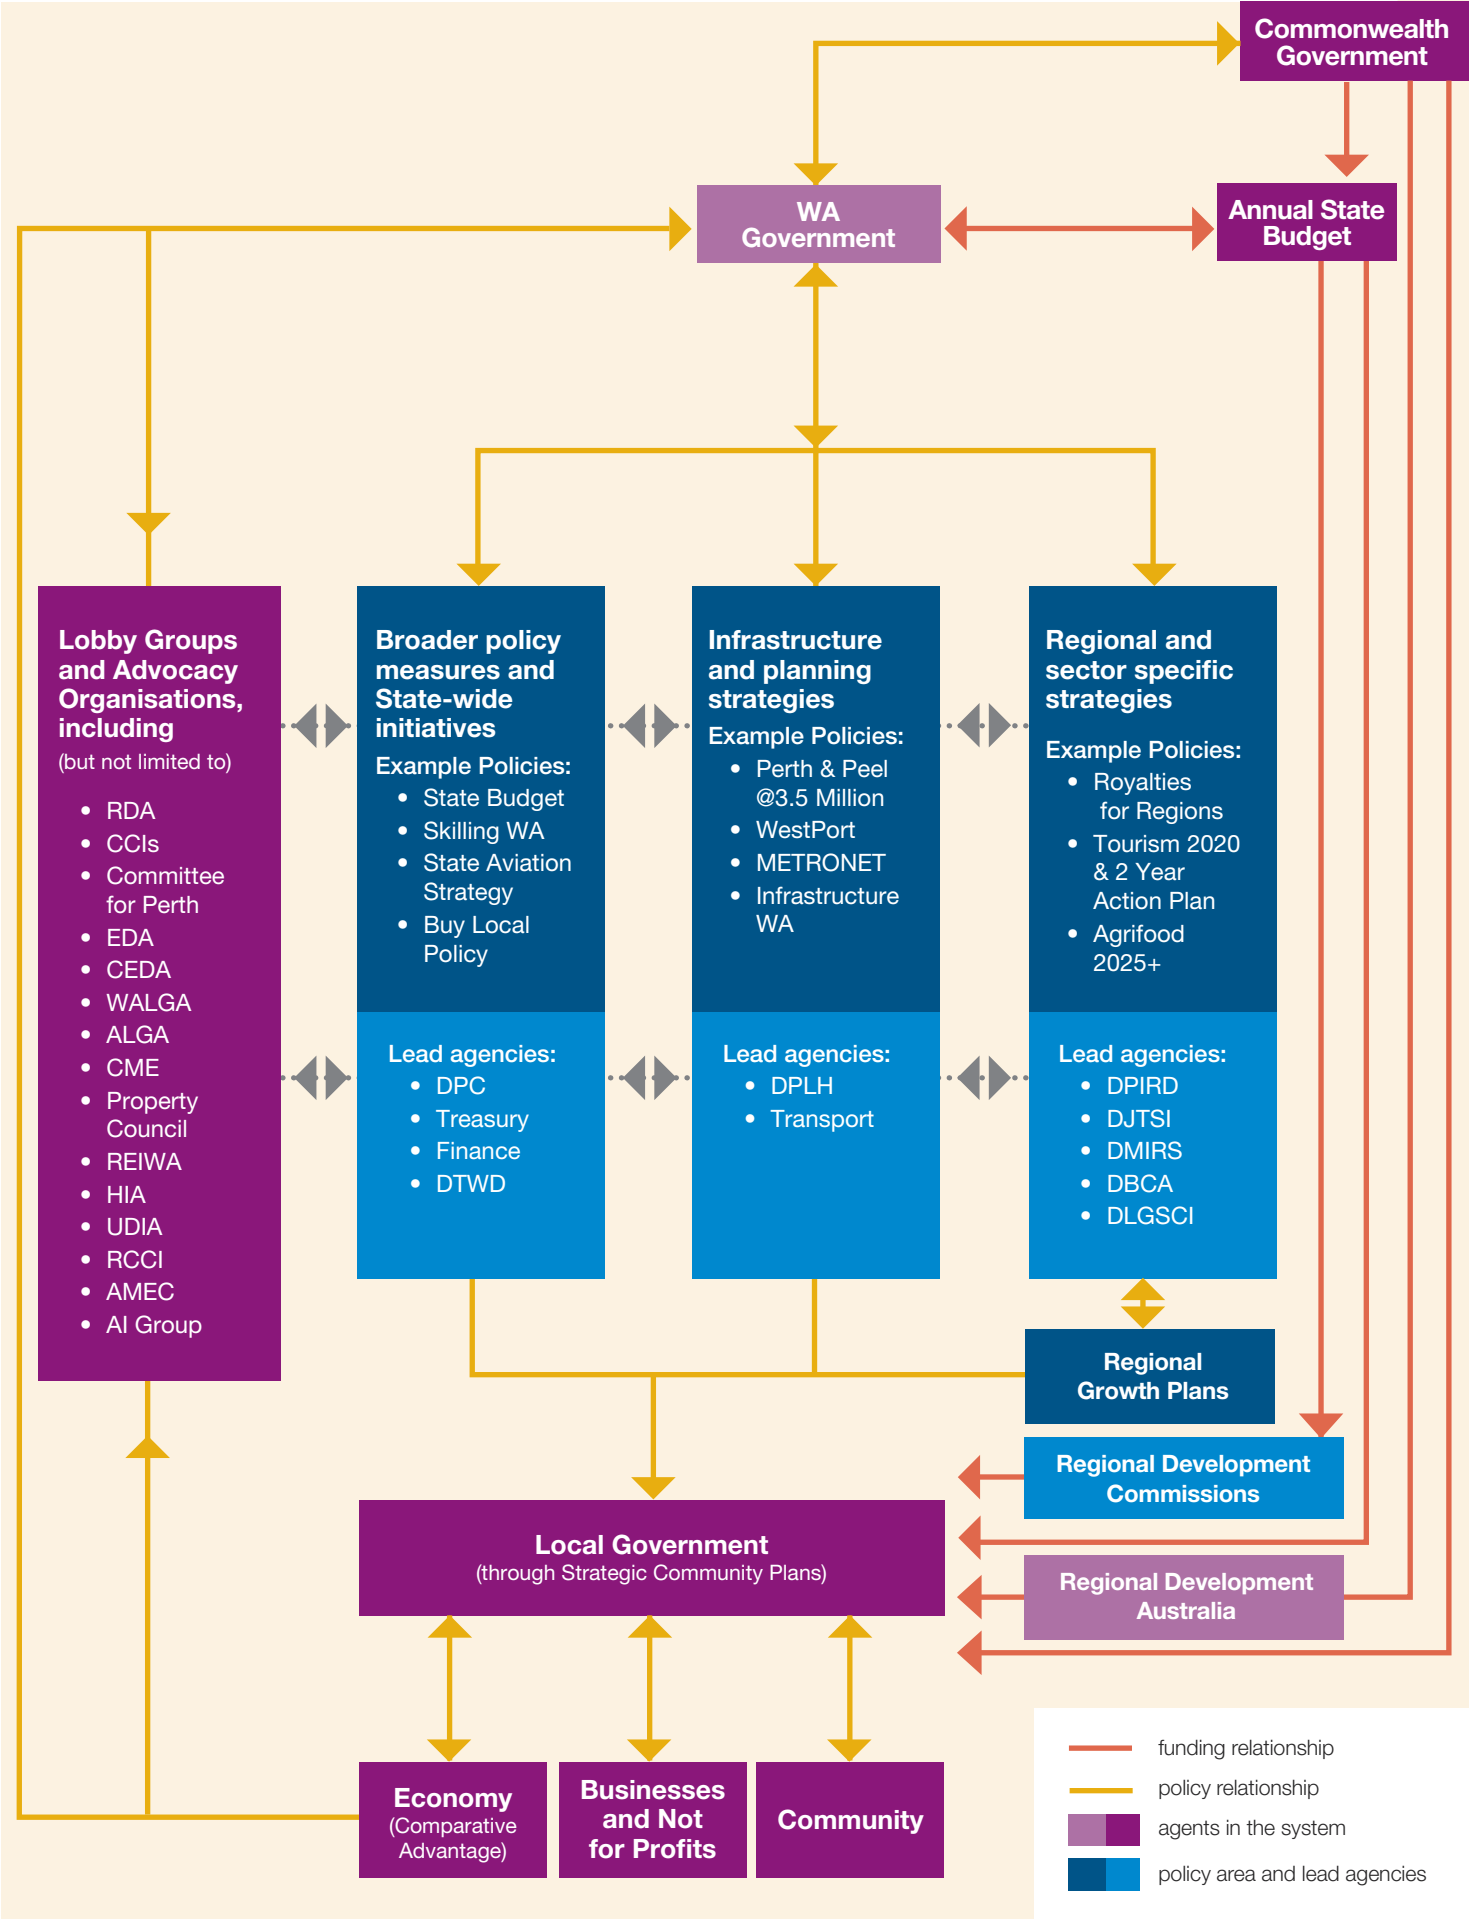 Commonwealth
Government
WA
Government
Annual State
Budget
Lobby Groups
and Advocacy
Organisations,
including
(but not limited to)
• RDA
• CCIs
• Committee
for Perth
• EDA
• CEDA
• WALGA
• ALGA
• CME
• Property
Council
• REIWA
• HIA
• UDIA
• RCCI
• AMEC
• AI Group
Broader policy
measures and
State-wide
initiatives
Example Policies:
• State Budget
• Skilling WA
• State Aviation
Strategy
• Buy Local
Policy
Lead agencies:
• DPC
• Treasury
• Finance
• DTWD
Infrastructure
and planning
strategies
Example Policies:
• Perth & Peel
@3.5 Million
• WestPort
• METRONET
• Infrastructure
WA
Lead agencies:
• DPLH
• Transport
Regional and
sector specific
strategies
Example Policies:
• Royalties
for Regions
• Tourism 2020
& 2 Year
Action Plan
• Agrifood
2025+
Lead agencies:
• DPIRD
• DJTSI
• DMIRS
• DBCA
• DLGSCI
Regional
Growth Plans
Regional Development
Commissions
Regional Development
Australia
Local Government
(through Strategic Community Plans)
Economy
(Comparative
Advantage)
Businesses
and Not
for Profits
Community
funding relationship
policy relationship
agents in the system
policy area and lead agencies